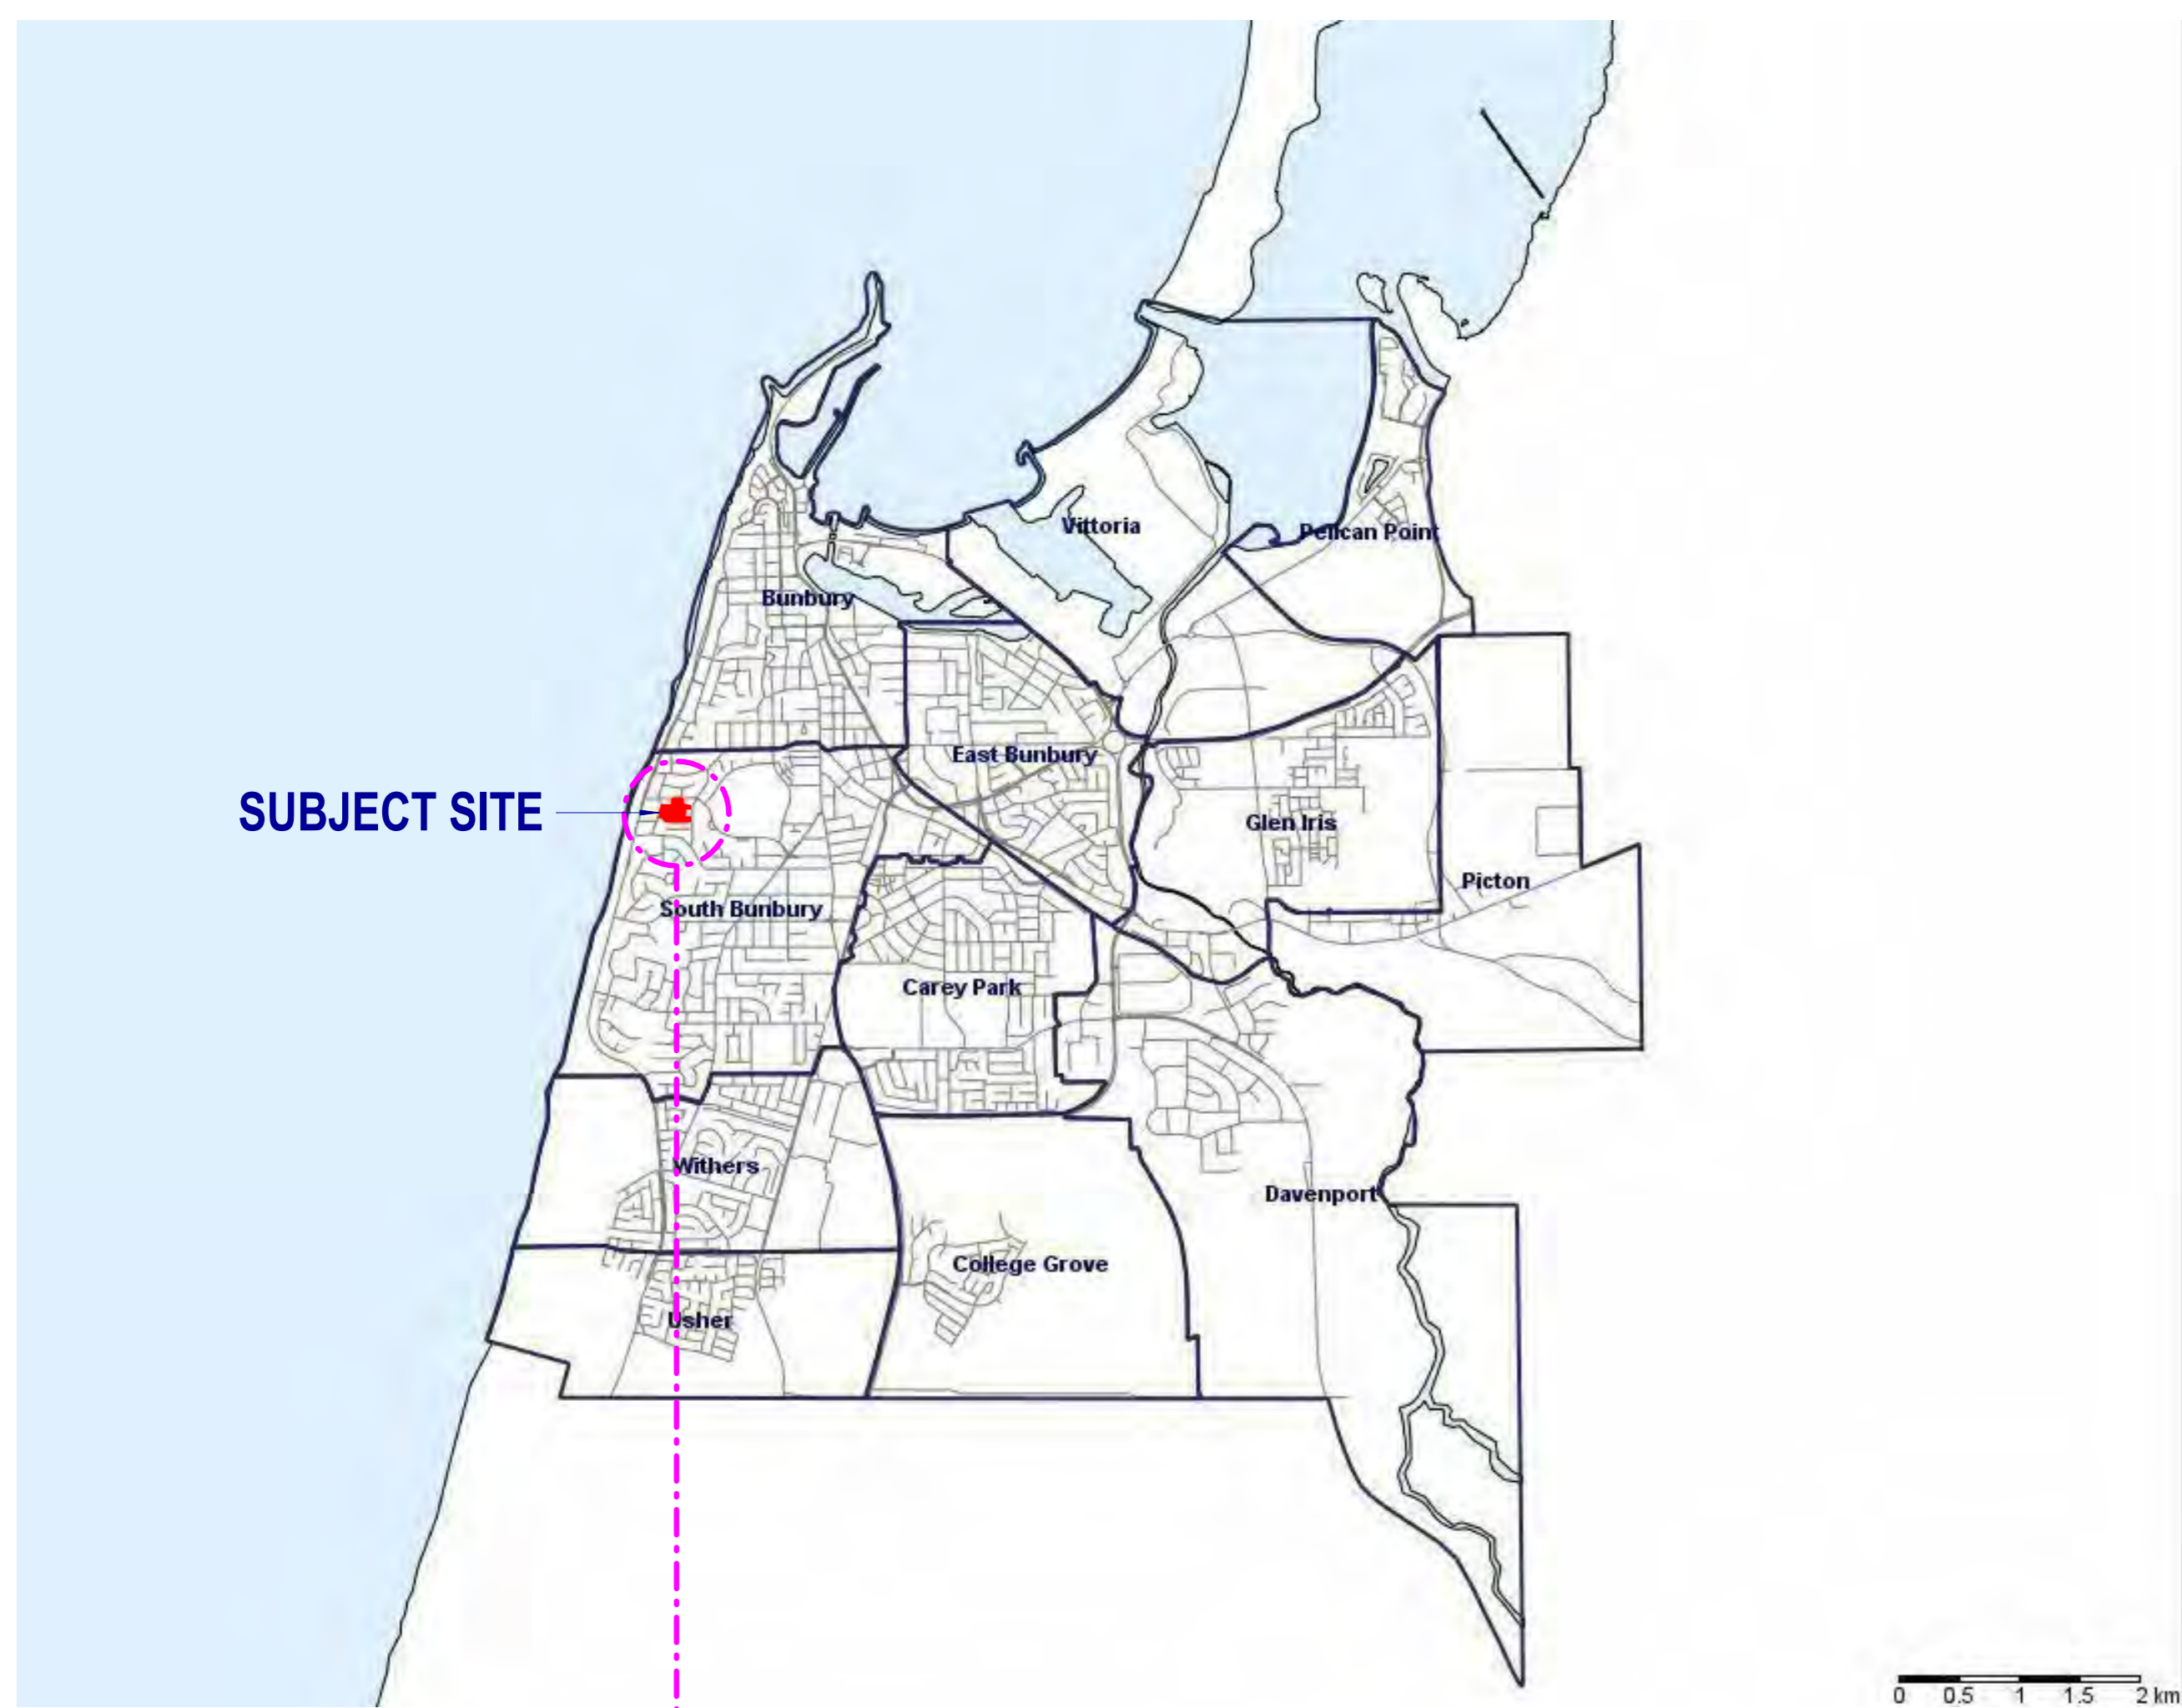 Vittoria
Pelican Point
Bunbury
East Bunbury
SUBJECT SITE
Glen Iris
Picton
South Bunbury
Carey Park
Withers
Davenport
College Grove
Usher
0 0.5 1 1.5 2 km